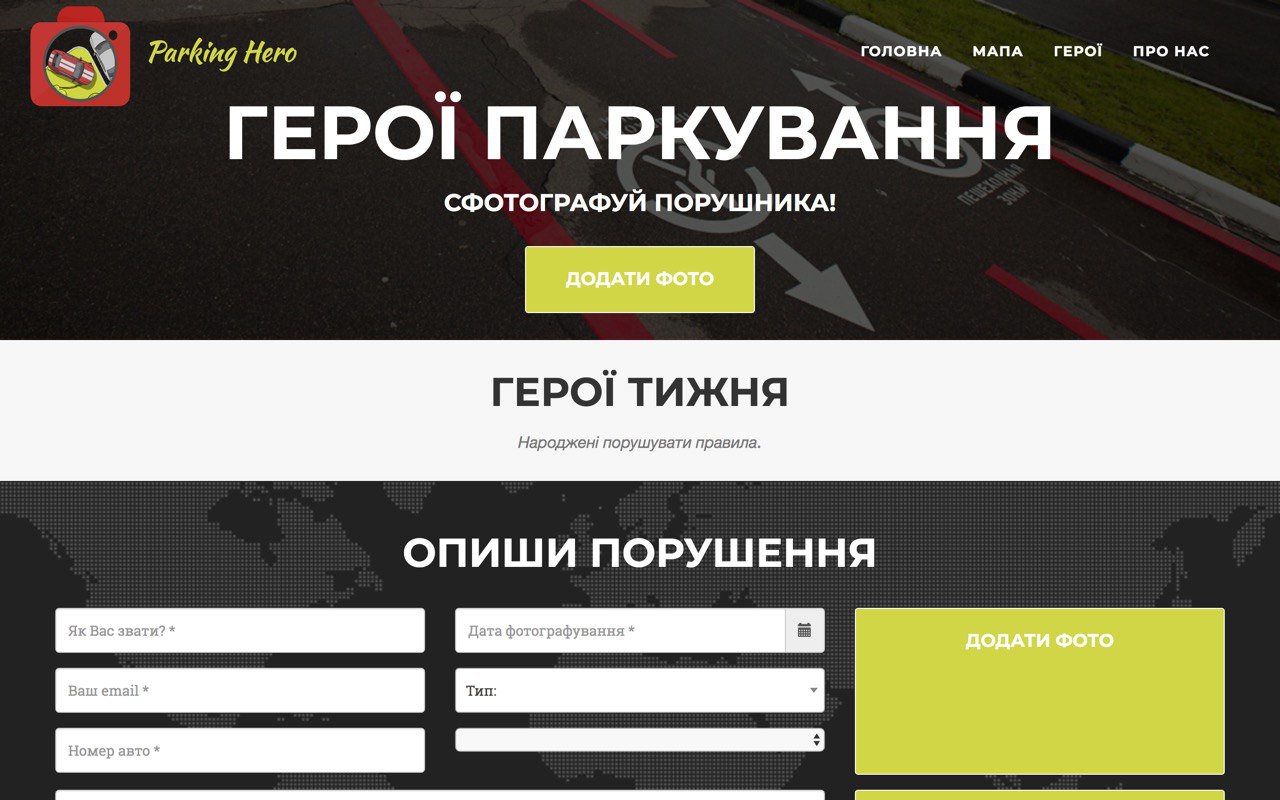 Parking Hero
ГОЛОВНА МАПА ГЕРОЇ ПРО НАС
ГЕРОЇ ПАРКУВАННЯ
СФОТОГРАФУЙ ПОРУШНИКА!
ДОДАТИ ФОТО
ПЕШЕХОДНАЯ
ЗОНА
ГЕРОЇ ТИЖНЯ
Народжені порушувати правила.
ОПИШИ ПОРУШЕННЯ
Як Вас звати? *
Дата фотографування *
ДОДАТИ ФОТО
Ваш email *
Тип:
Номер авто *